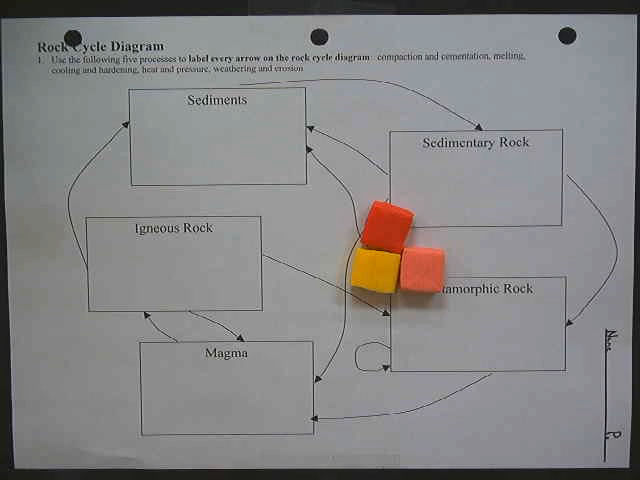 Rock Cycle Diagram
1. Use the following five processes to label every arrow on the rock cycle diagram: compaction and cementation, melting,
cooling and hardening, heat and pressure, weathering and erosion
Sediments
Sedimentary Rock
Igneous Rock
tamorphic Rock
Magma
Name
P.